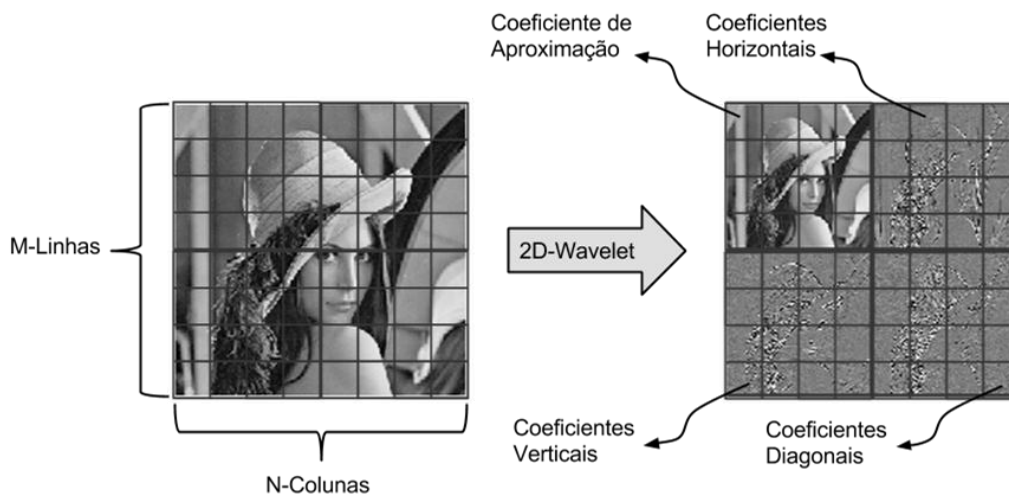 Coeficiente de
Aproximação
Coeficientes
Horizontais
M-Linhas
2D-Wavelet
N-Colunas
Coeficientes
Verticais
Coeficientes
Diagonais